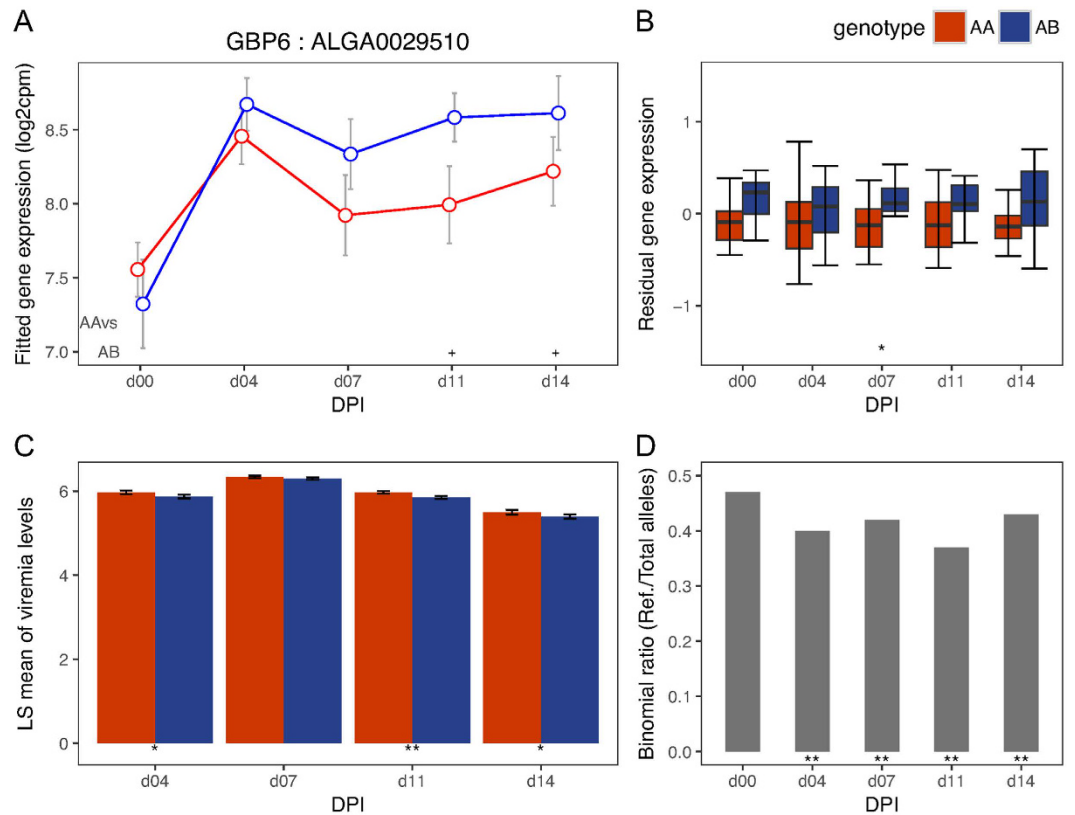 A
GBP6 : ALGA0029510
Fitted gene expression (log2cpm)
8.5
8.0
7.5
7.0
AAvs
AB
+ +
d00 d04 d07 d11 d14
DPI
B
genotype AA AB
Residual gene expression
1
0
−1
*
d00 d04 d07 d11 d14
DPI
C
LS mean of viremia levels
6
4
2
0
* ** *
d04 d07 d11 d14
DPI
D
Binomial ratio (Ref./Total alleles)
0.5
0.4
0.3
0.2
0.1
0.0
** ** ** **
d00 d04 d07 d11 d14
DPI